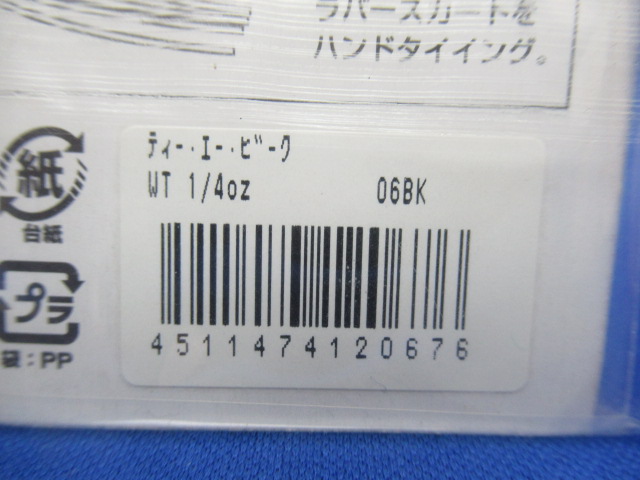 ラバースカートを
ハンドタイイング。
紙
台紙
プラ
袋:PP
ティー・エー・ビーク
WT 1/4oz 06BK
4511474120676